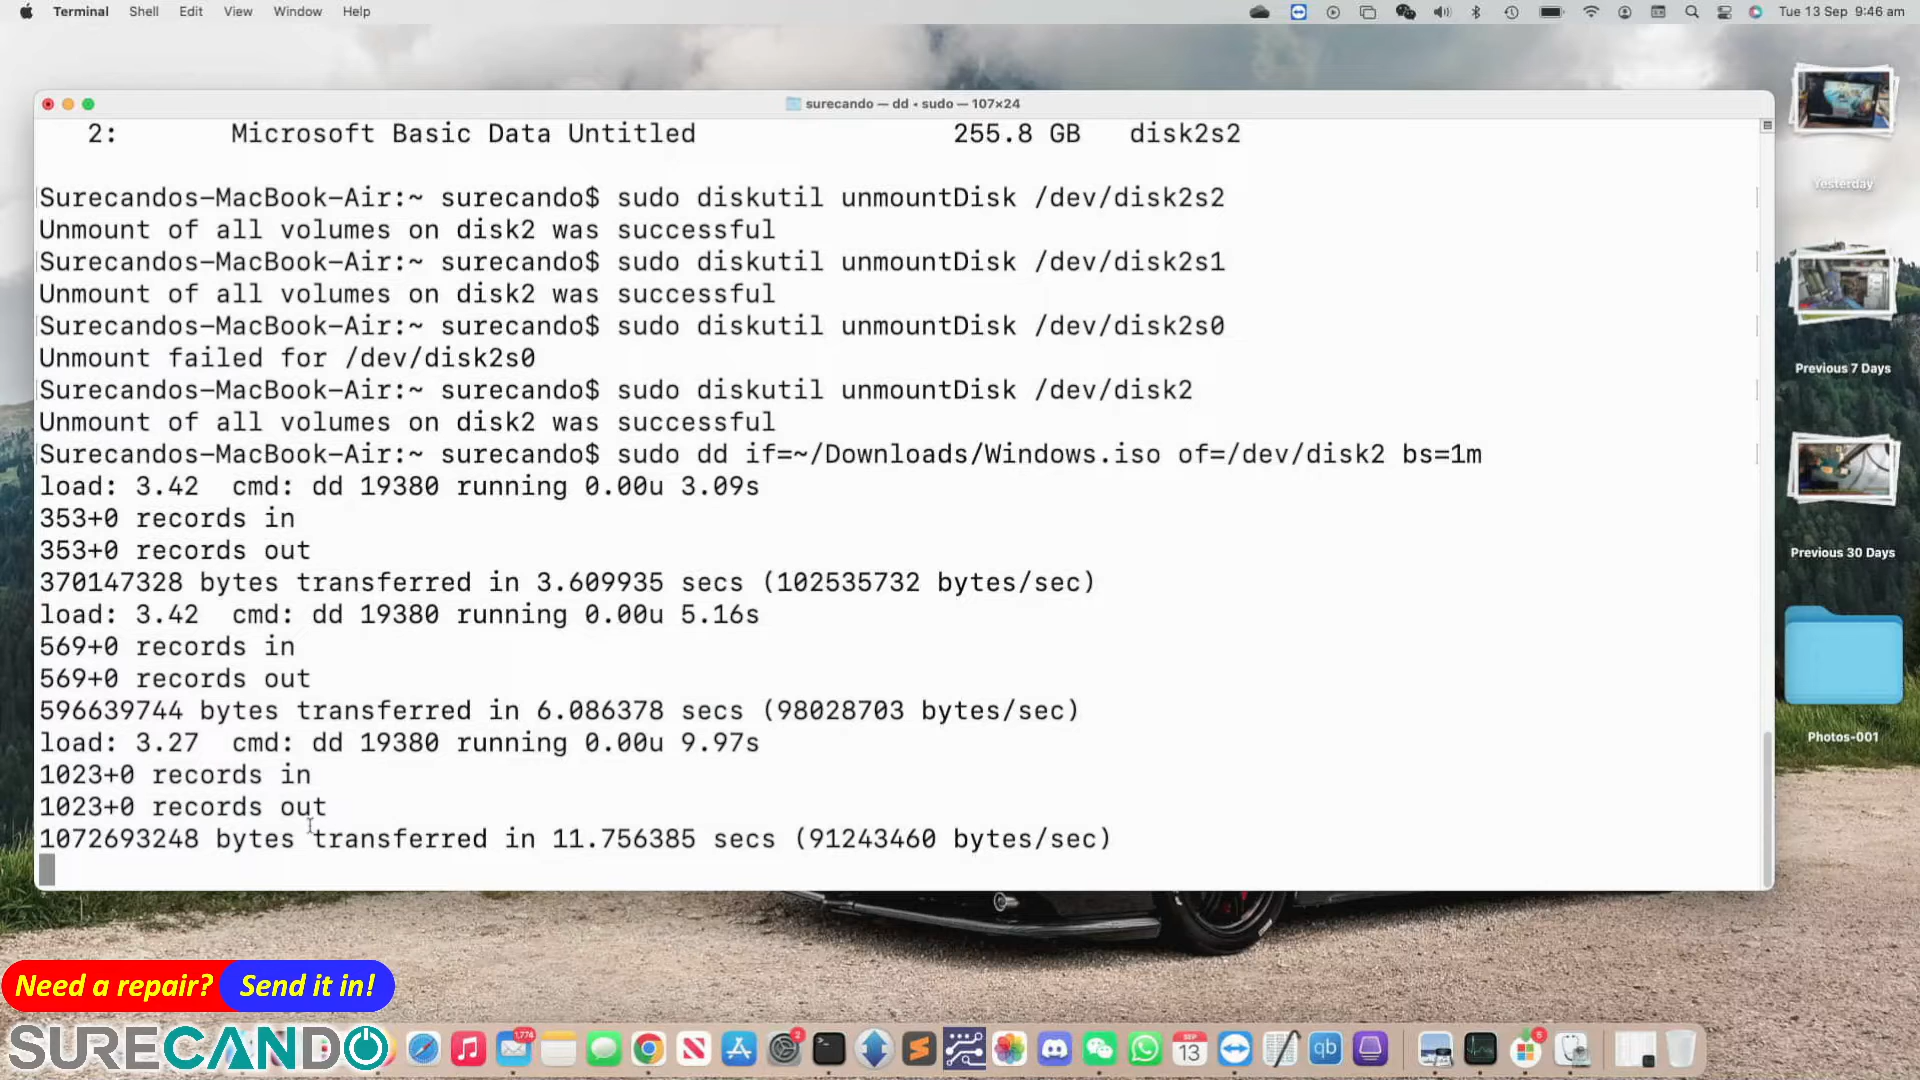 Terminal Shell Edit View Window Help Tue 13 Sep 9:46 am
surecando — dd • sudo — 107×24
2: Microsoft Basic Data Untitled 255.8 GB disk2s2
Surecandos-MacBook-Air:~ surecando$ sudo diskutil unmountDisk /dev/disk2s2
Unmount of all volumes on disk2 was successful
Surecandos-MacBook-Air:~ surecando$ sudo diskutil unmountDisk /dev/disk2s1
Unmount of all volumes on disk2 was successful
Surecandos-MacBook-Air:~ surecando$ sudo diskutil unmountDisk /dev/disk2s0
Unmount failed for /dev/disk2s0
Surecandos-MacBook-Air:~ surecando$ sudo diskutil unmountDisk /dev/disk2
Unmount of all volumes on disk2 was successful
Surecandos-MacBook-Air:~ surecando$ sudo dd if=~/Downloads/Windows.iso of=/dev/disk2 bs=1m
load: 3.42 cmd: dd 19380 running 0.00u 3.09s
353+0 records in
353+0 records out
370147328 bytes transferred in 3.609935 secs (102535732 bytes/sec)
load: 3.42 cmd: dd 19380 running 0.00u 5.16s
569+0 records in
569+0 records out
596639744 bytes transferred in 6.086378 secs (98028703 bytes/sec)
load: 3.27 cmd: dd 19380 running 0.00u 9.97s
1023+0 records in
1023+0 records out
1072693248 bytes transferred in 11.756385 secs (91243460 bytes/sec)
Yesterday
Previous 7 Days
Previous 30 Days
Photos-001
Need a repair? Send it in!
SURECANDO
1,776
2
SEP
13
qb
6